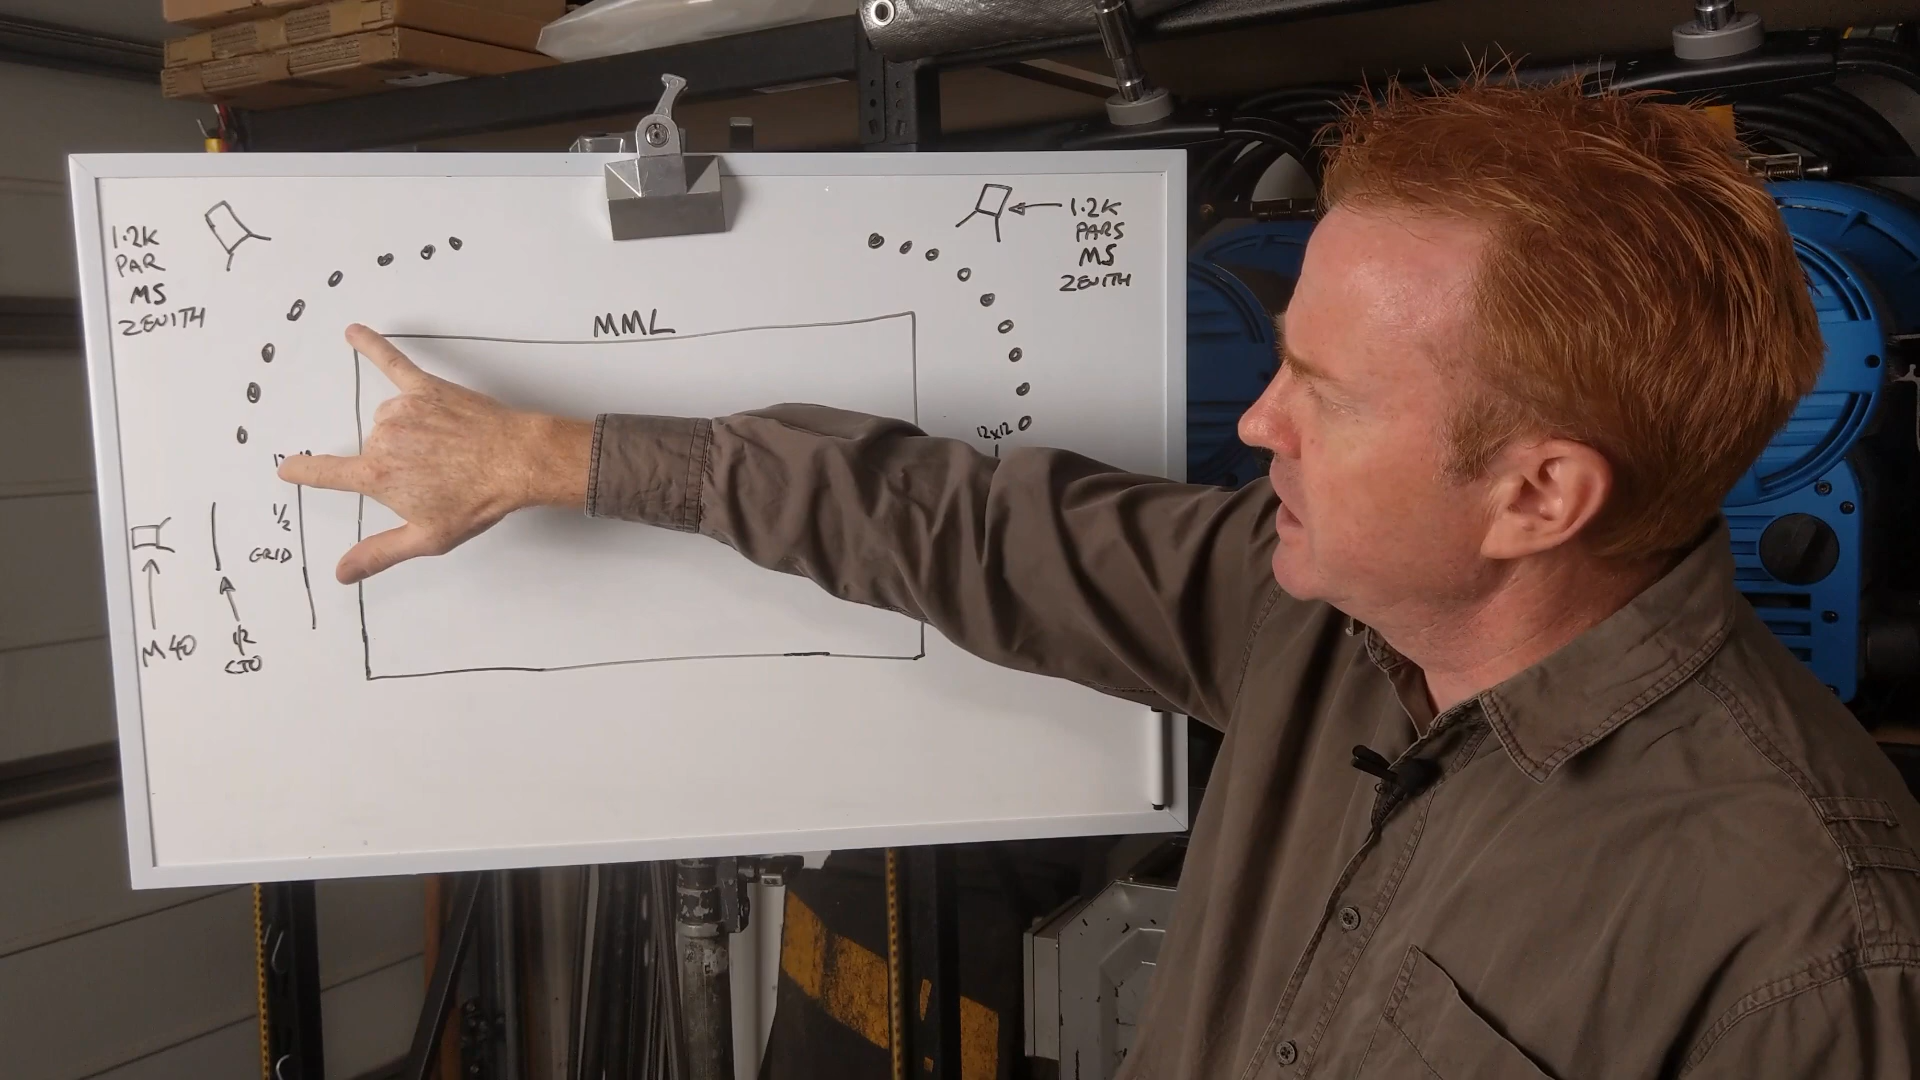 1.2K
PAR
MS
ZENITH
1.2K
PARS
MS
ZENITH
MML
12x12
1/2
GRID
M40
1/2
CTO